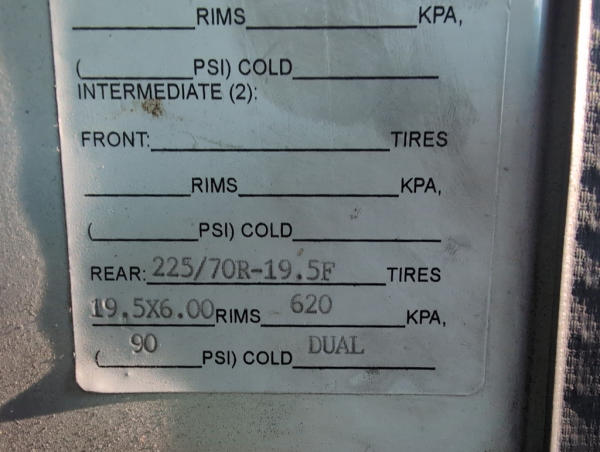 RIMS KPA,
( PSI) COLD
INTERMEDIATE (2):
FRONT: TIRES
RIMS KPA,
( PSI) COLD
REAR: 225/70R-19.5F TIRES
19.5X6.00 RIMS 620 KPA,
( 90 PSI) COLD DUAL